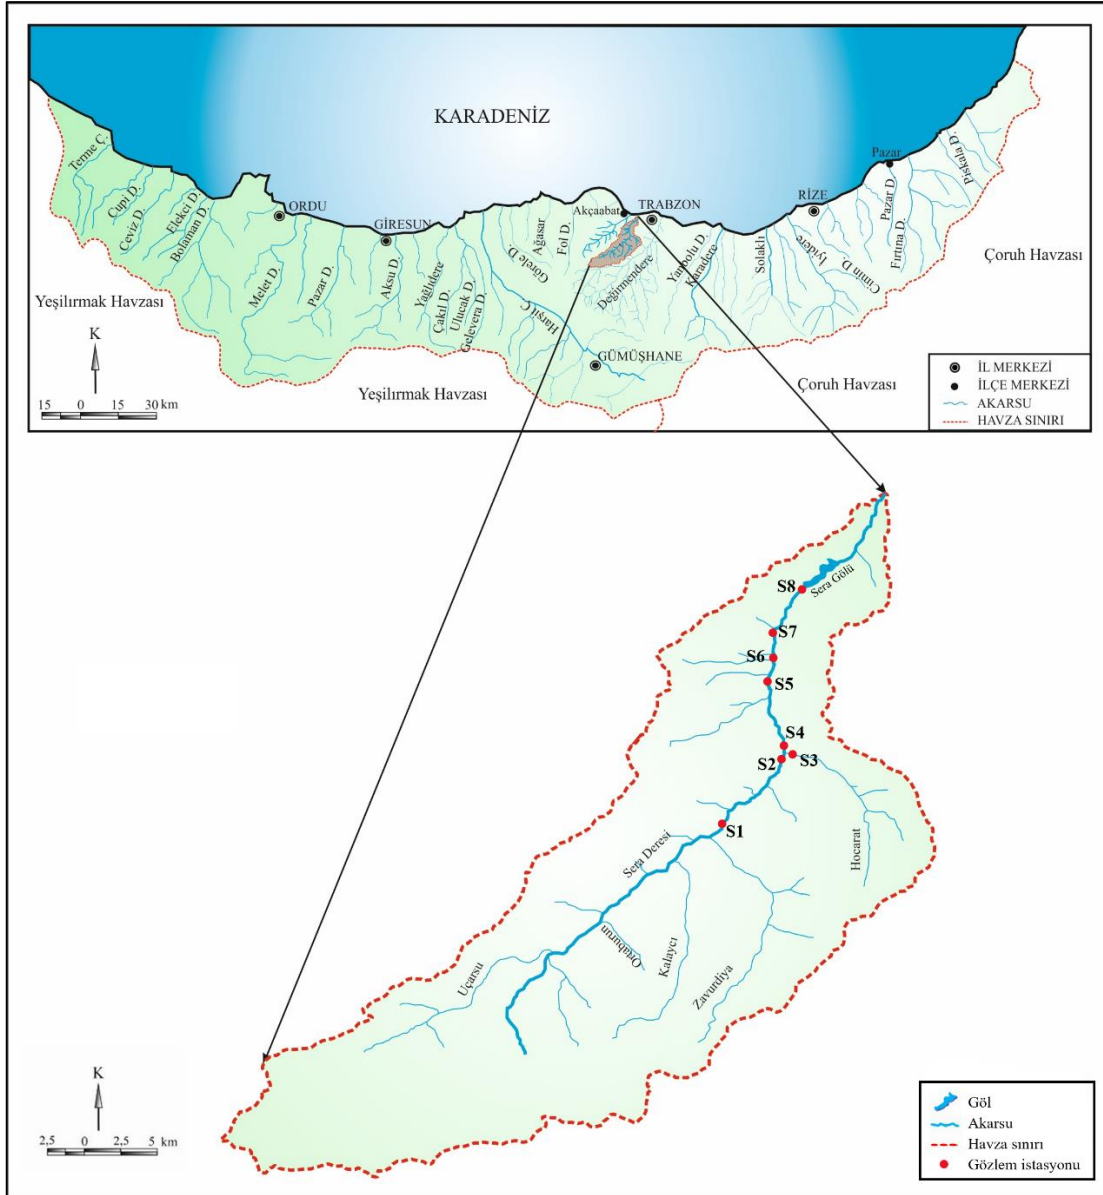 KARADENİZ
Terme Ç.
Cupi D.
Ceviz D.
Elekci D.
Bolaman D.
ORDU
Melet D.
Pazar D.
GİRESUN
Aksu D.
Yağlıdere
Çakıl D.
Ulucak D.
Gelevera D.
Görele D.
Ağasar
Fol D.
Harşit Ç.
Akçaabat
TRABZON
Değirmendere
Yanbolu D.
Karadere
GÜMÜŞHANE
Solaklı
RİZE
İyidere
Cimin D.
Pazar
Pazar D.
Fırtına D.
Pişkala D.
Yeşilırmak Havzası
Yeşilırmak Havzası
Çoruh Havzası
Çoruh Havzası
K
15 0 15 30 km
İL MERKEZİ
İLÇE MERKEZİ
AKARSU
HAVZA SINIRI
S8
Sera Gölü
S7
S6
S5
S4
S2
S3
S1
Sera Deresi
Hocarat
Ortaburun
Kalaycı
Zavurdiya
Uçarsu
K
2,5 0 2,5 5 km
Göl
Akarsu
Havza sınırı
Gözlem istasyonu